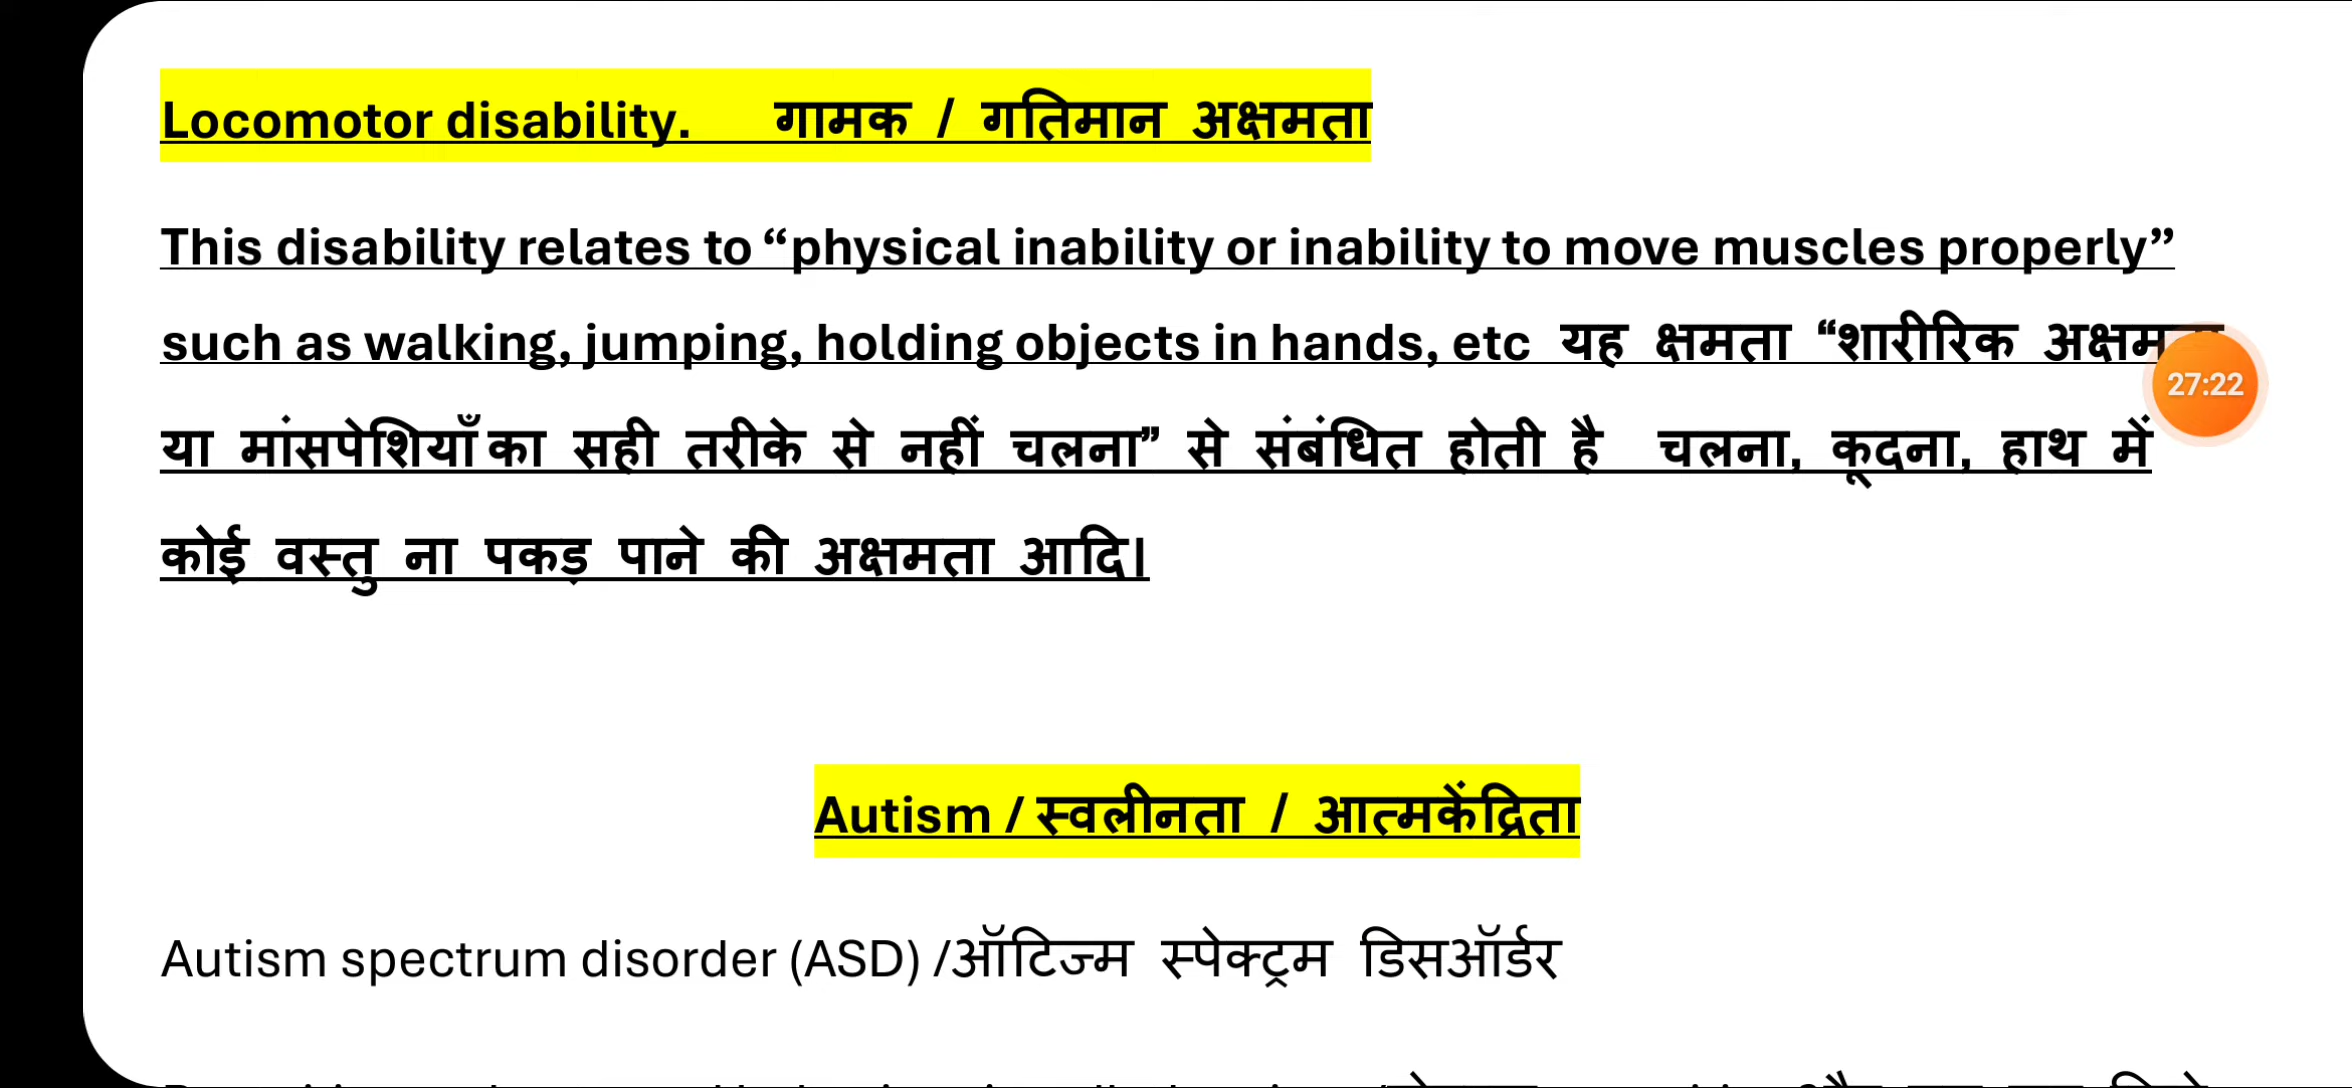 Locomotor disability. गामक / गतिमान अक्षमता
This disability relates to “physical inability or inability to move muscles properly”
such as walking, jumping, holding objects in hands, etc यह क्षमता “शारीरिक
27:22
या मांसपेशियाँ का सही तरीके से नहीं चलना” से संबंधित होती है चलना, कूदना, हाथ में
कोई वस्तु ना पकड़ पाने की अक्षमता आदि।
Autism / स्वलीनता / आत्मकेंद्रिता
Autism spectrum disorder (ASD) /ऑटिज्म स्पेक्ट्रम डिसऑर्डर